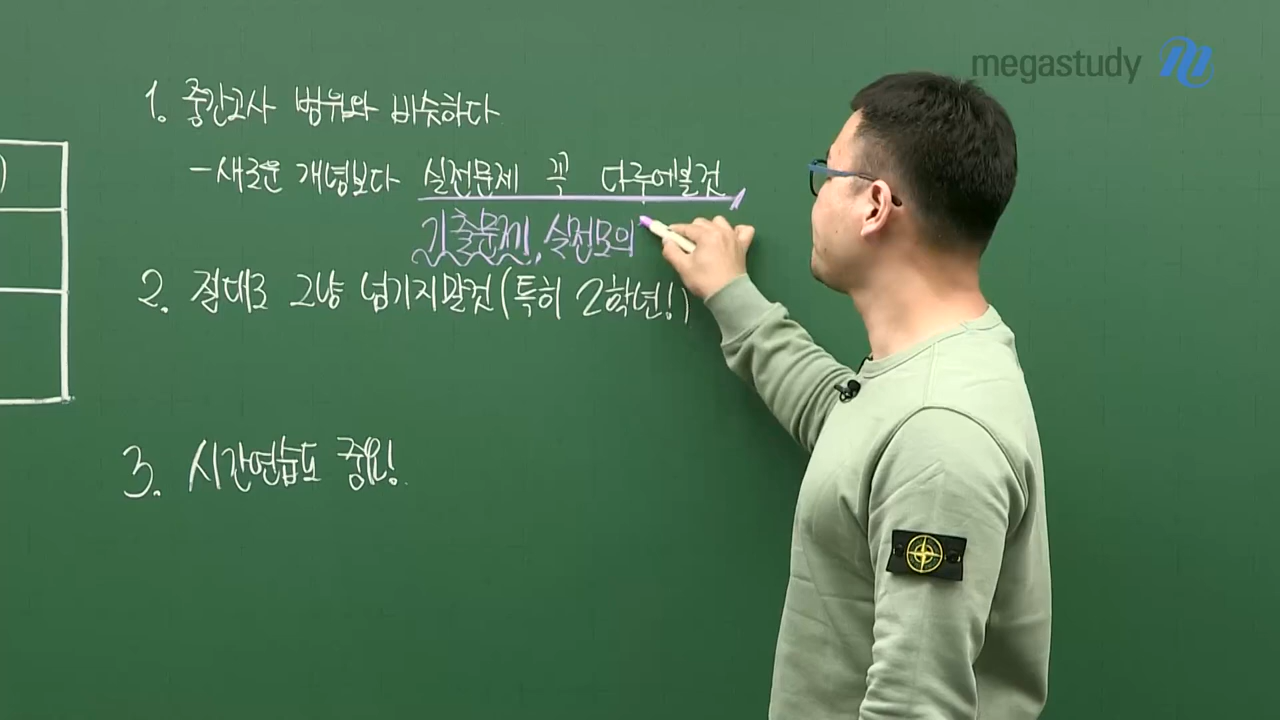 megastudy
1. 중간고사 범위와 비슷하다
-새로운 개념보다 실전문제 꼭 다루어볼것
기출문제, 실전모의
2. 절대로 그냥 넘기지말것(특히 2학년!)
3. 시간연습도 중요!
)